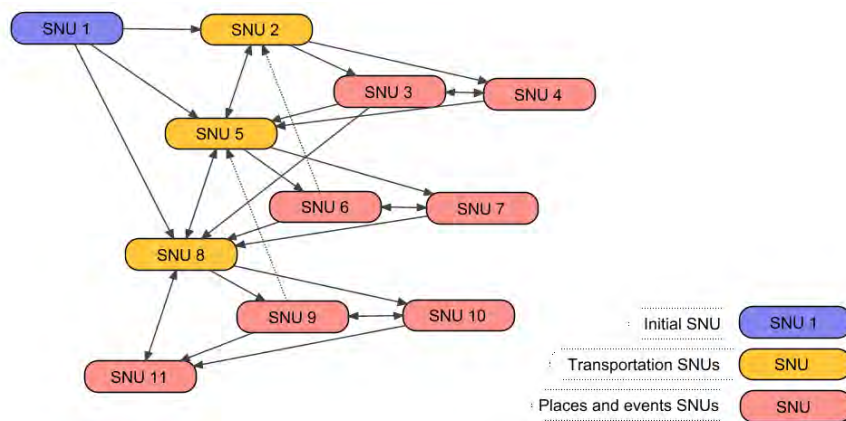 SNU 1
SNU 2
SNU 3
SNU 4
SNU 5
SNU 6
SNU 7
SNU 8
SNU 9
SNU 10
SNU 11
Initial SNU
SNU 1
Transportation SNUs
SNU
Places and events SNUs
SNU